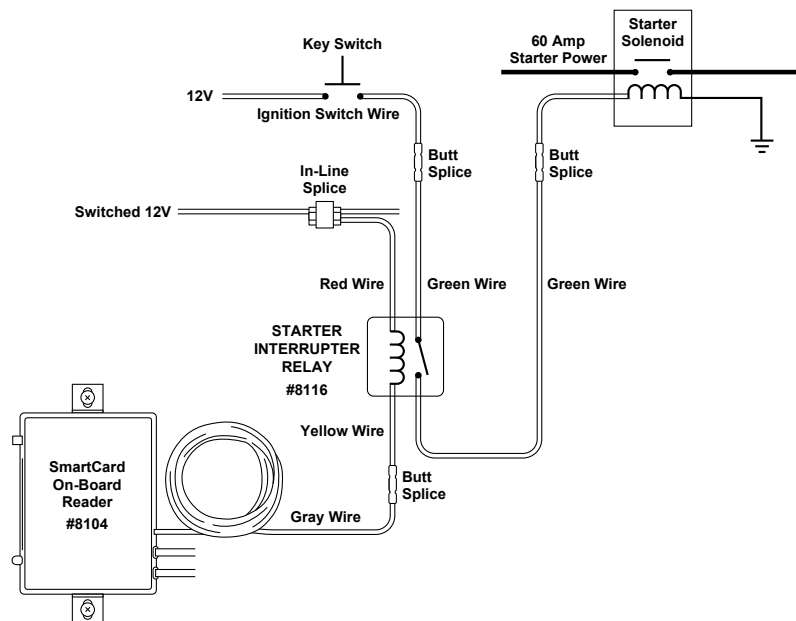 Starter
Solenoid
60 Amp
Starter Power
Key Switch
12V
Ignition Switch Wire
Butt
Splice
Butt
Splice
In-Line
Splice
Switched 12V
Red Wire
Green Wire
Green Wire
STARTER
INTERRUPTER
RELAY
#8116
Yellow Wire
SmartCard
On-Board
Reader
#8104
Butt
Splice
Gray Wire